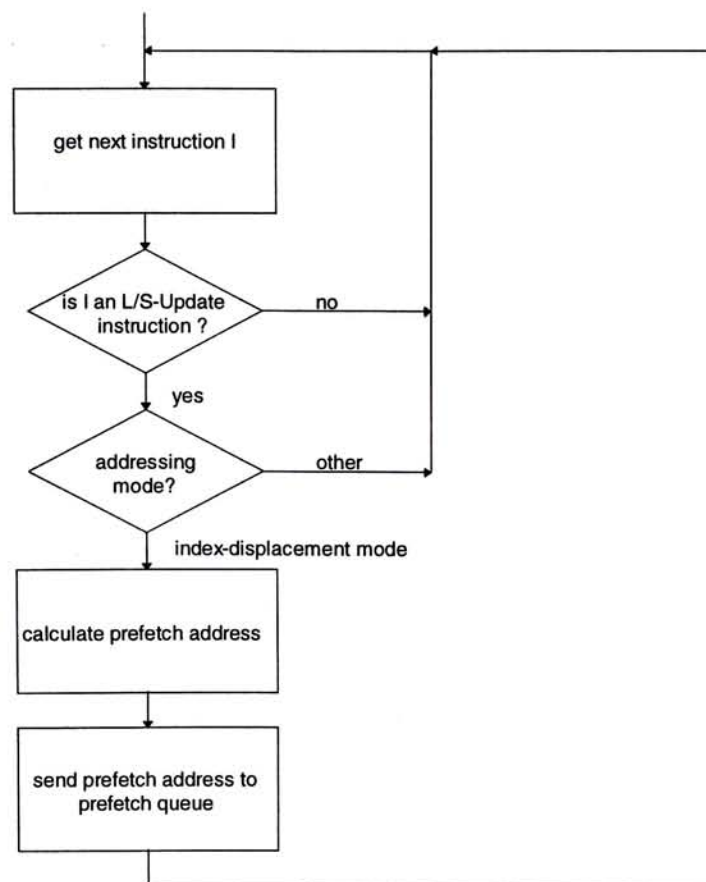 get next instruction I
is I an L/S-Update
instruction ?
no
yes
addressing
mode?
other
index-displacement mode
calculate prefetch address
send prefetch address to
prefetch queue